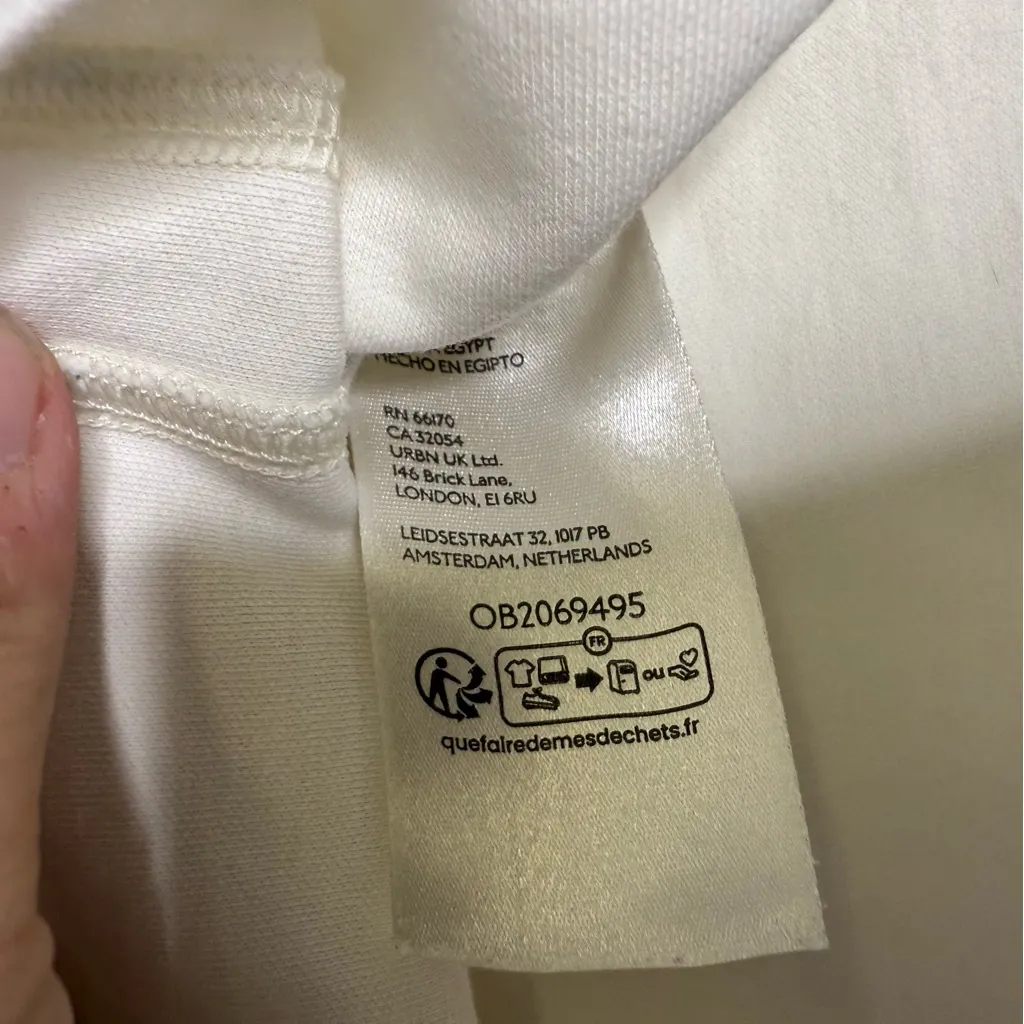 EGYPT
HECHO EN EGIPTO
RN 66170
CA 32054
URBN UK Ltd.
146 Brick Lane,
LONDON, E1 6RU
LEIDSESTRAAT 32, 1017 PB
AMSTERDAM, NETHERLANDS
OB2069495
FR
ou
quefairedemesdechets.fr